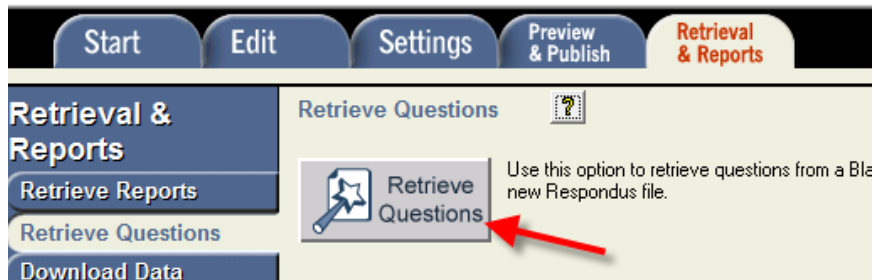 Start
Edit
Settings
Preview
& Publish
Retrieval
& Reports
Retrieval &
Reports
Retrieve Reports
Retrieve Questions
Download Data
Retrieve Questions
?
Retrieve
Questions
Use this option to retrieve questions from a Bla
new Respondus file.